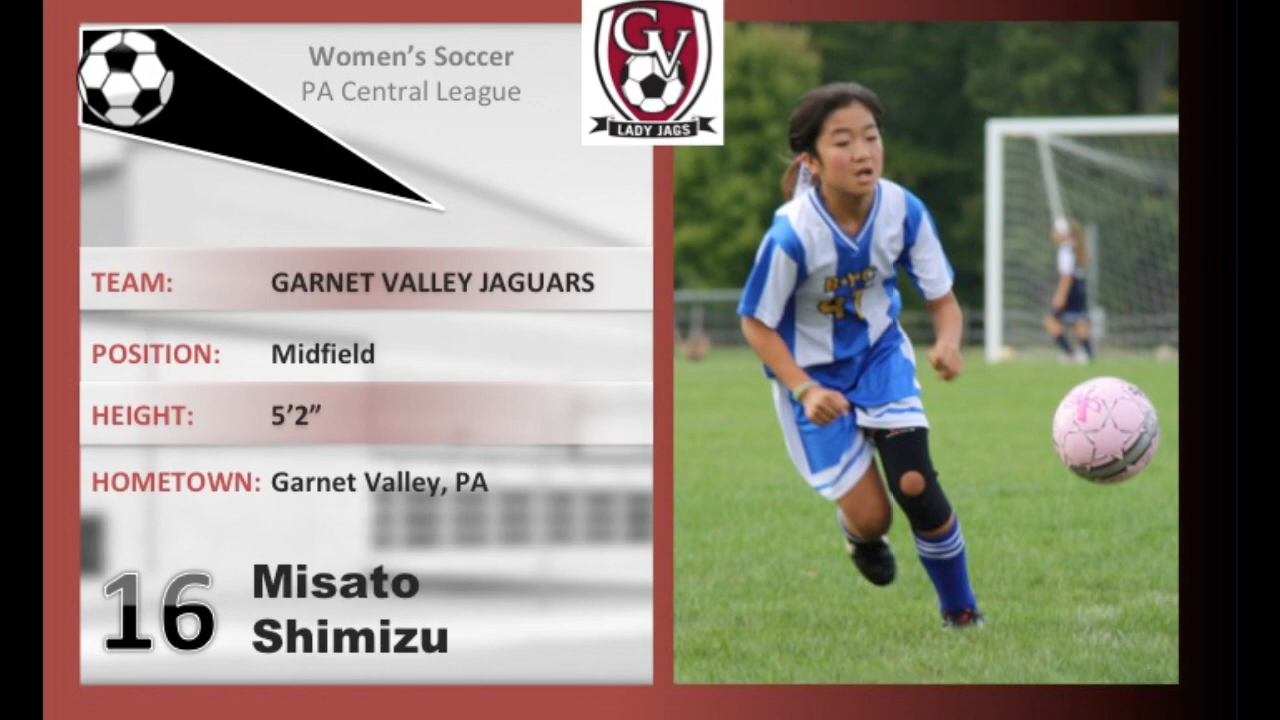 Women's Soccer
PA Central League
GV
LADY JAGS
TEAM: GARNET VALLEY JAGUARS
POSITION: Midfield
HEIGHT: 5’2”
HOMETOWN: Garnet Valley, PA
16
Misato
Shimizu